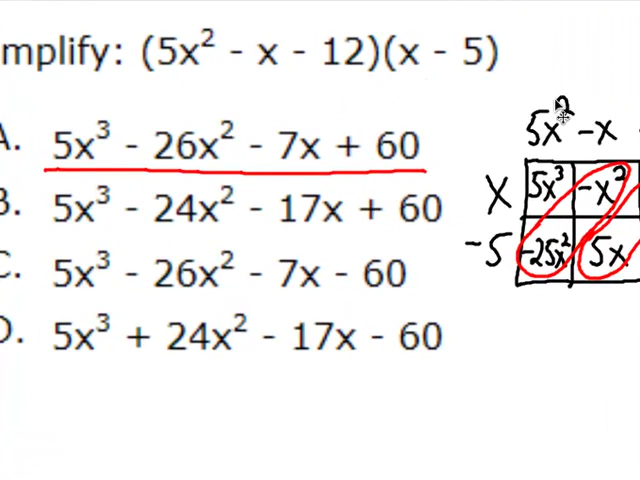 mplify: (5x² - x - 12)(x - 5)
A. 5x³ - 26x² - 7x + 60
B. 5x³ - 24x² - 17x + 60
C. 5x³ - 26x² - 7x - 60
D. 5x³ + 24x² - 17x - 60
5x² -x
x 5x³ -x²
-5 -25x² 5x